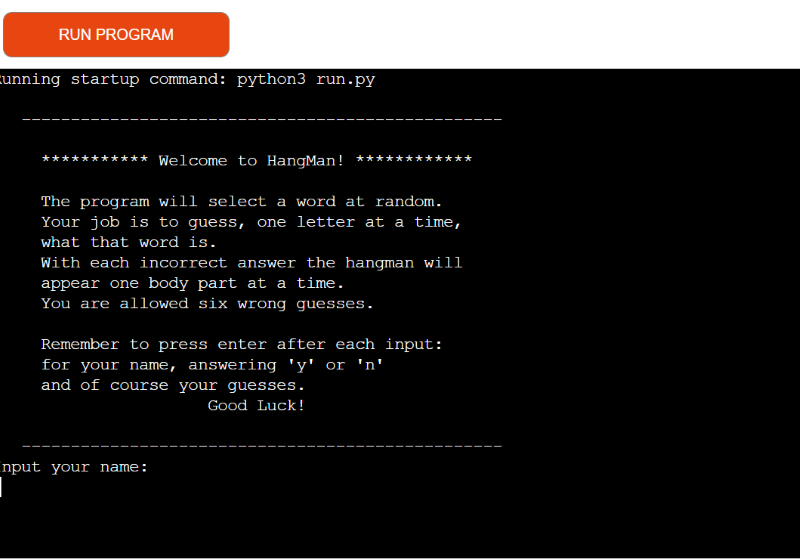 RUN PROGRAM
unning startup command: python3 run.py
-------------------------------------------------
*********** Welcome to HangMan! ************
The program will select a word at random.
Your job is to guess, one letter at a time,
what that word is.
With each incorrect answer the hangman will
appear one body part at a time.
You are allowed six wrong guesses.
Remember to press enter after each input:
for your name, answering 'y' or 'n'
and of course your guesses.
Good Luck!
-------------------------------------------------
nput your name: